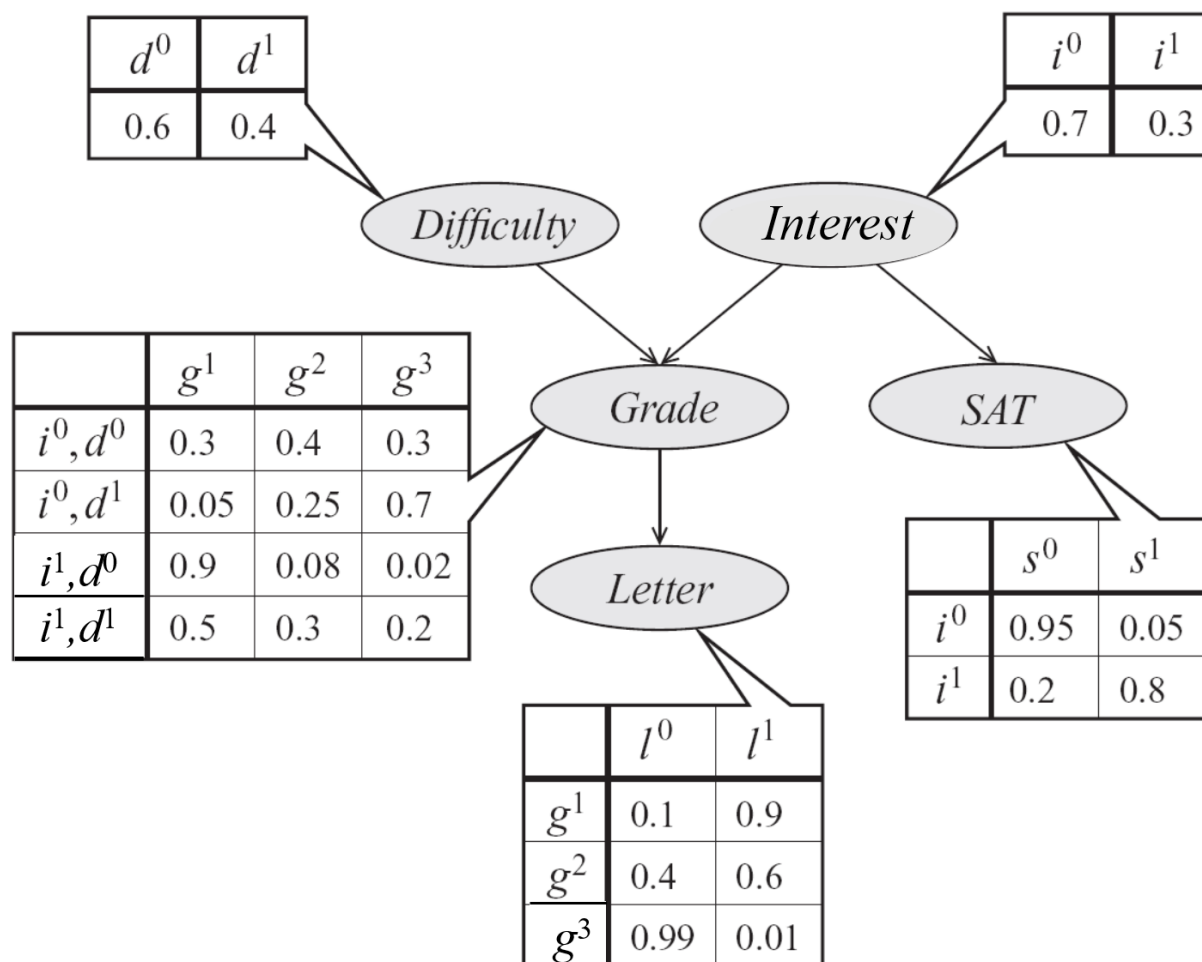 d⁰ d¹
0.6 0.4
i⁰ i¹
0.7 0.3
Difficulty
Interest
g¹ g² g³
i⁰,d⁰ 0.3 0.4 0.3
i⁰,d¹ 0.05 0.25 0.7
i¹,d⁰ 0.9 0.08 0.02
i¹,d¹ 0.5 0.3 0.2
Grade
SAT
Letter
s⁰ s¹
i⁰ 0.95 0.05
i¹ 0.2 0.8
l⁰ l¹
g¹ 0.1 0.9
g² 0.4 0.6
g³ 0.99 0.01